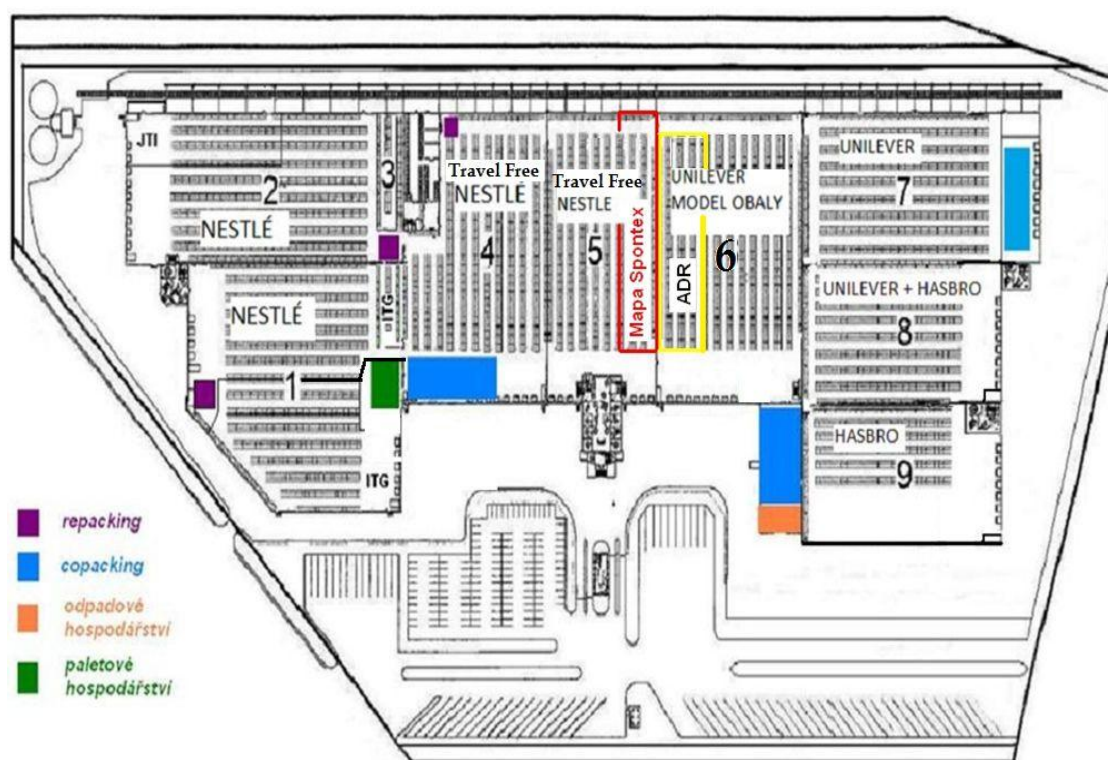 JTI
2
NESTLÉ
3
Travel Free
NESTLÉ
4
Travel Free
NESTLE
5
Mapa Spontex
UNILEVER
MODEL OBALY
ADR
6
UNILEVER
7
UNILEVER + HASBRO
8
HASBRO
9
NESTLÉ
1
ITG
ITG
repacking
copacking
odpadové
hospodářství
paletové
hospodářství